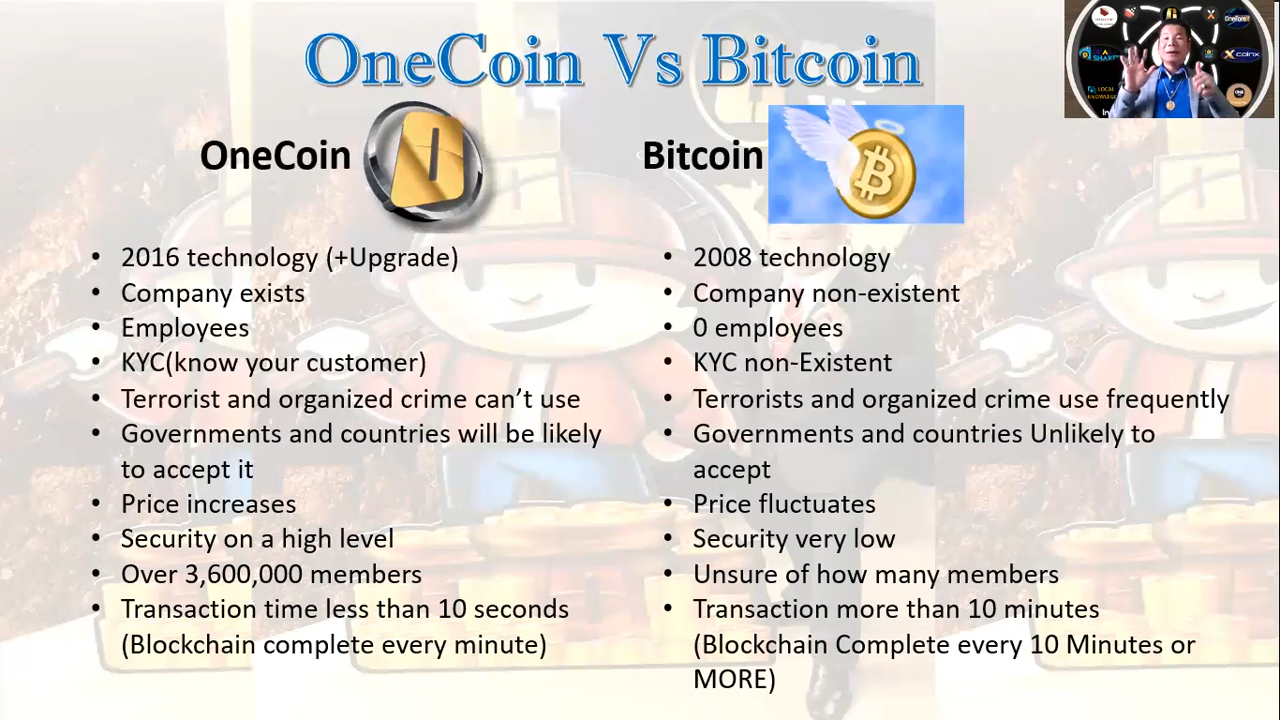 OneCoin Vs Bitcoin
OneCoin
Bitcoin
• 2016 technology (+Upgrade)
• Company exists
• Employees
• KYC(know your customer)
• Terrorist and organized crime can’t use
• Governments and countries will be likely
to accept it
• Price increases
• Security on a high level
• Over 3,600,000 members
• Transaction time less than 10 seconds
(Blockchain complete every minute)
• 2008 technology
• Company non-existent
• 0 employees
• KYC non-Existent
• Terrorists and organized crime use frequently
• Governments and countries Unlikely to
accept
• Price fluctuates
• Security very low
• Unsure of how many members
• Transaction more than 10 minutes
(Blockchain Complete every 10 Minutes or
MORE)
OneForex
coinx